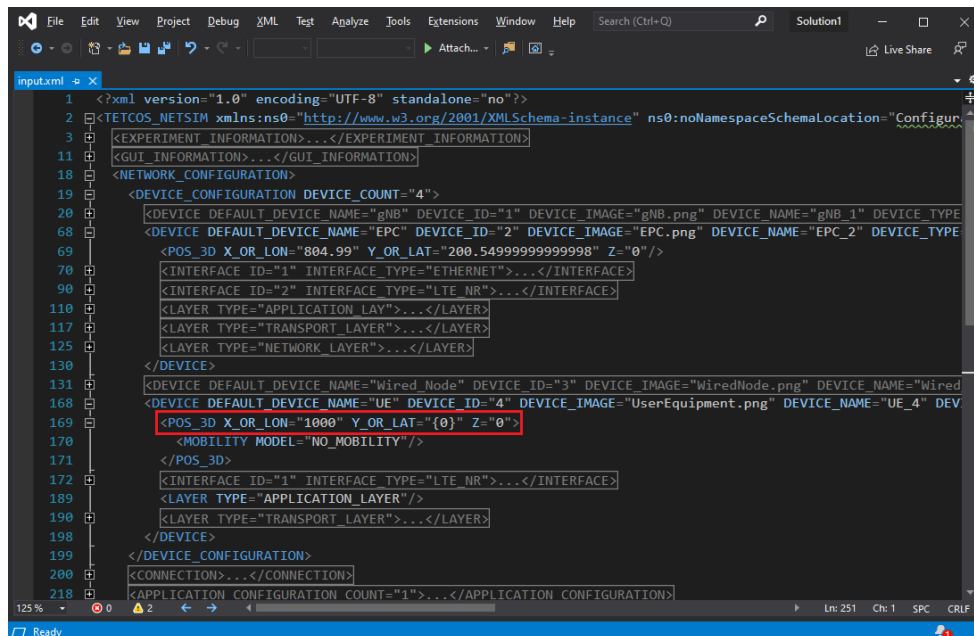 File Edit View Project Debug XML Test Analyze Tools Extensions Window Help Search (Ctrl+Q) Solution1
Attach... Live Share
input.xml
1 <?xml version="1.0" encoding="UTF-8" standalone="no"?>
2 <TETCOS_NETSIM xmlns:ns0="http://www.w3.org/2001/XMLSchema-instance" ns0:noNamespaceSchemaLocation="Configur
3 <EXPERIMENT_INFORMATION>...</EXPERIMENT_INFORMATION>
11 <GUI_INFORMATION>...</GUI_INFORMATION>
18 <NETWORK_CONFIGURATION>
19 <DEVICE_CONFIGURATION DEVICE_COUNT="4">
20 <DEVICE DEFAULT_DEVICE_NAME="gNB" DEVICE_ID="1" DEVICE_IMAGE="gNB.png" DEVICE_NAME="gNB_1" DEVICE_TYPE
68 <DEVICE DEFAULT_DEVICE_NAME="EPC" DEVICE_ID="2" DEVICE_IMAGE="EPC.png" DEVICE_NAME="EPC_2" DEVICE_TYPE=
69 <POS_3D X_OR_LON="804.99" Y_OR_LAT="200.54999999999998" Z="0"/>
70 <INTERFACE ID="1" INTERFACE_TYPE="ETHERNET">...</INTERFACE>
90 <INTERFACE ID="2" INTERFACE_TYPE="LTE_NR">...</INTERFACE>
110 <LAYER TYPE="APPLICATION_LAY">...</LAYER>
117 <LAYER TYPE="TRANSPORT_LAYER">...</LAYER>
125 <LAYER TYPE="NETWORK_LAYER">...</LAYER>
130 </DEVICE>
131 <DEVICE DEFAULT_DEVICE_NAME="Wired_Node" DEVICE_ID="3" DEVICE_IMAGE="WiredNode.png" DEVICE_NAME="Wired
168 <DEVICE DEFAULT_DEVICE_NAME="UE" DEVICE_ID="4" DEVICE_IMAGE="UserEquipment.png" DEVICE_NAME="UE_4" DEV
169 <POS_3D X_OR_LON="1000" Y_OR_LAT="{0}" Z="0">
170 <MOBILITY MODEL="NO_MOBILITY"/>
171 </POS_3D>
172 <INTERFACE ID="1" INTERFACE_TYPE="LTE_NR">...</INTERFACE>
189 <LAYER TYPE="APPLICATION_LAYER"/>
190 <LAYER TYPE="TRANSPORT_LAYER">...</LAYER>
198 </DEVICE>
199 </DEVICE_CONFIGURATION>
200 <CONNECTION>...</CONNECTION>
218 <APPLICATION_CONFIGURATION COUNT="1">...</APPLICATION_CONFIGURATION>
125 % 0 2 Ln: 251 Ch: 1 SPC CRLF
Ready 1